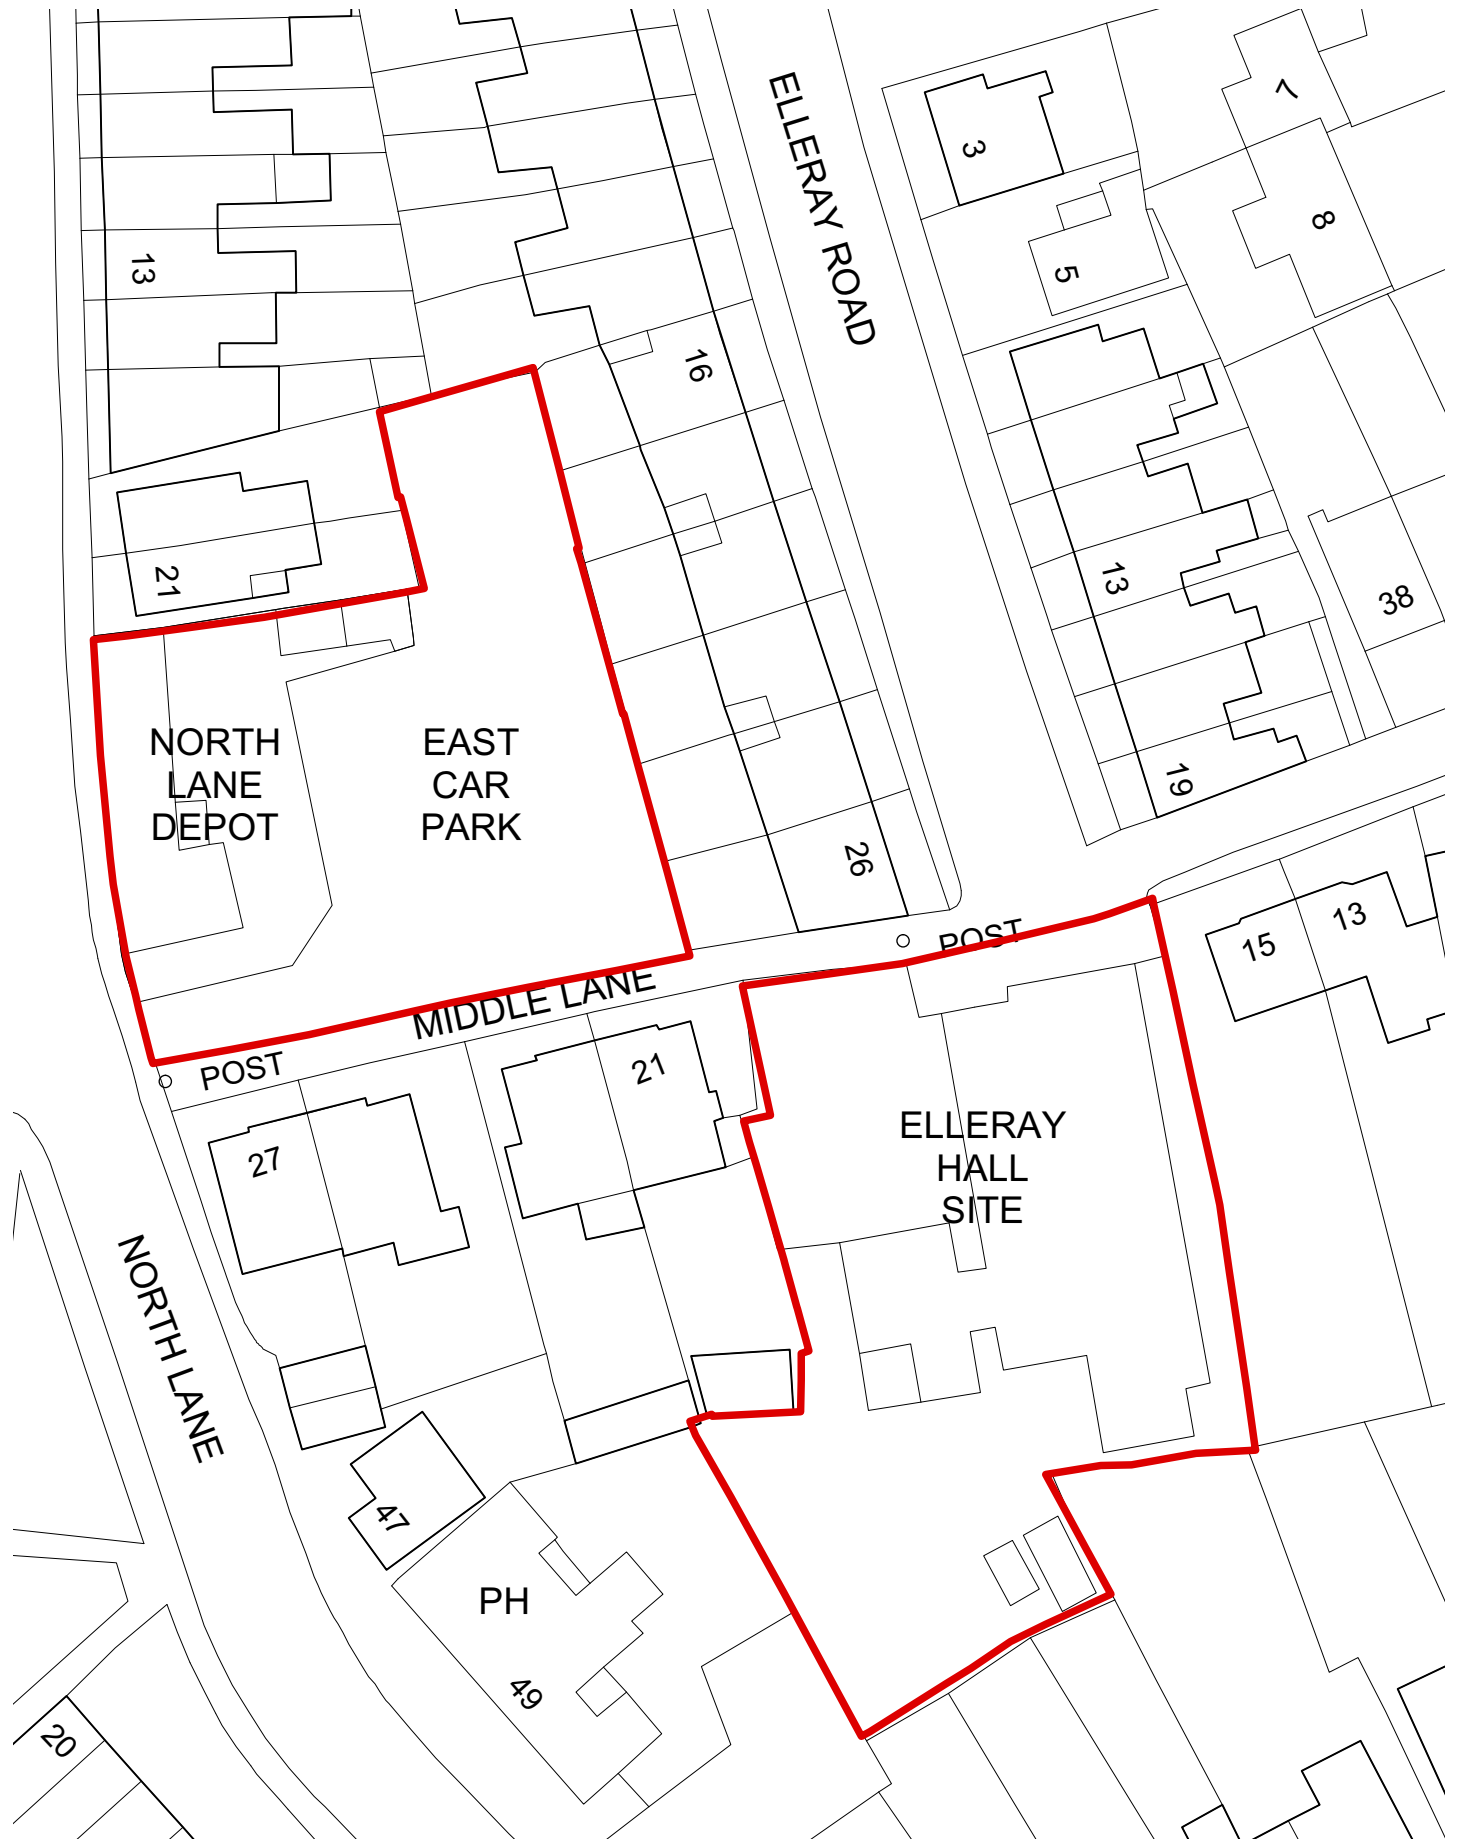 ELLERAY ROAD
3
7
8
5
13
16
21
13
38
NORTH
LANE
DEPOT
EAST
CAR
PARK
19
26
POST
15
13
MIDDLE LANE
POST
21
27
ELLERAY
HALL
SITE
NORTH LANE
47
PH
49
20